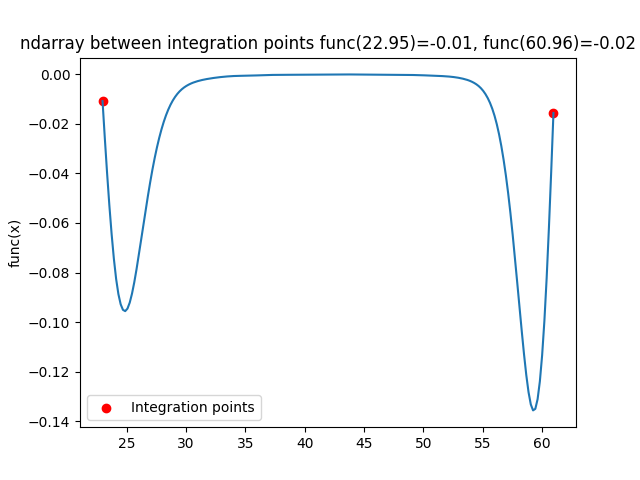 ndarray between integration points func(22.95)=-0.01, func(60.96)=-0.02
0.00
−0.02
−0.04
−0.06
−0.08
−0.10
−0.12
−0.14
func(x)
Integration points
25 30 35 40 45 50 55 60